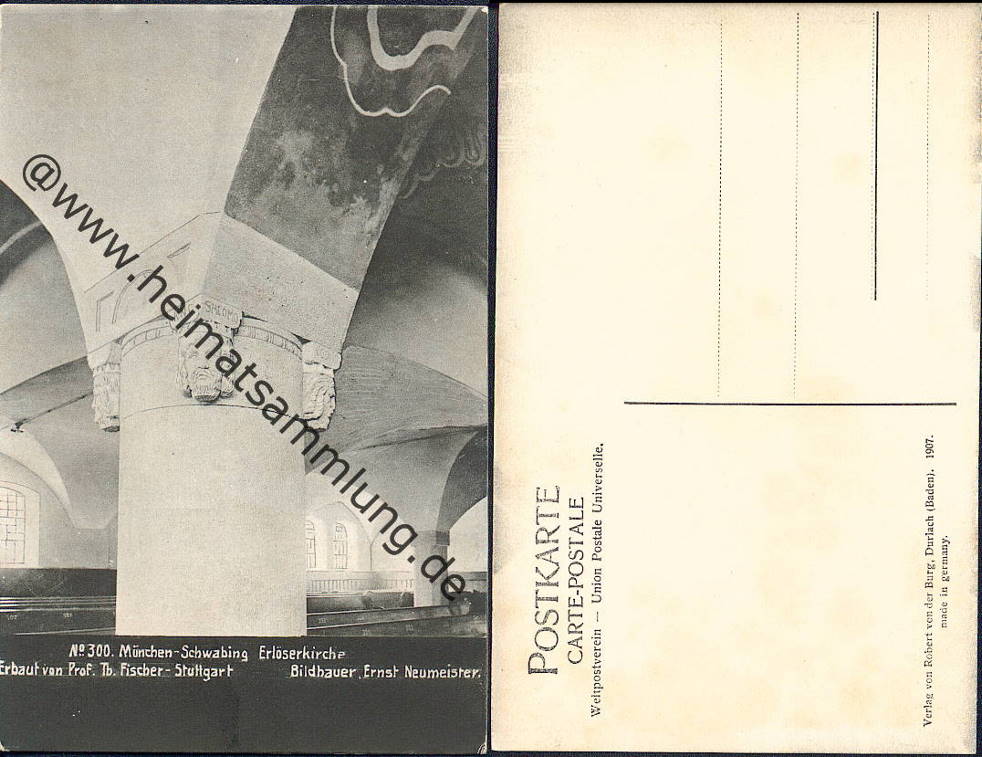 @www.heimatsammlung.de
No 300. München-Schwabing Erlöserkirche
Erbaut von Prof. Th. Fischer-Stuttgart Bildhauer Ernst Neumeister.
POSTKARTE
CARTE-POSTALE
Weltpostverein — Union Postale Universelle.
Verlag von Robert von der Burg, Durlach (Baden). 1907.
made in germany.